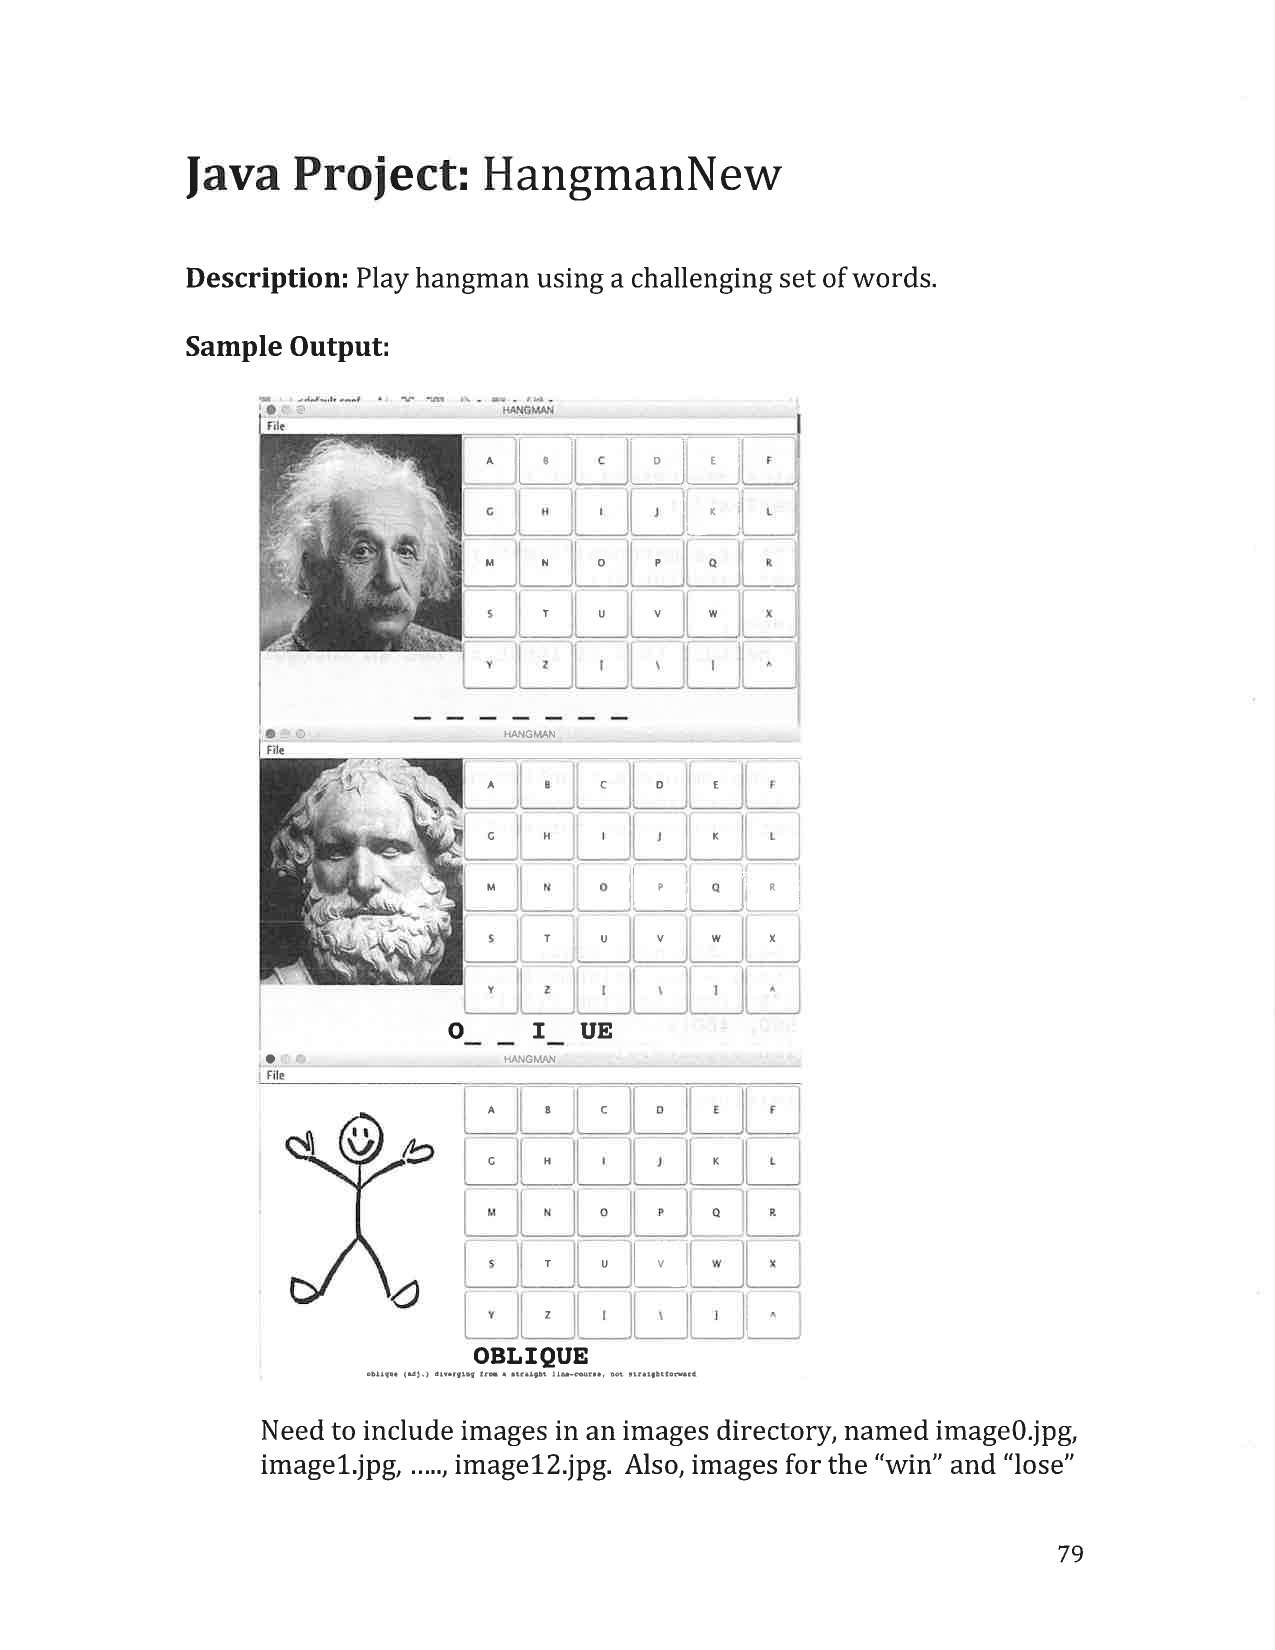 Java Project: HangmanNew
Description: Play hangman using a challenging set of words.
Sample Output:
HANGMAN
File
A B C D E F
G H I J K L
M N O P Q R
S T U V W X
Y Z [ \ ] ^
_ _ _ _ _ _ _
HANGMAN
File
A B C D E F
G H I J K L
M N O P Q R
S T U V W X
Y Z [ \ ] ^
O_ _ I_ UE
HANGMAN
File
A B C D E F
G H I J K L
M N O P Q R
S T U V W X
Y Z [ \ ] ^
OBLIQUE
oblique (adj.) diverging from a straight line-course, not straightforward
Need to include images in an images directory, named image0.jpg,
image1.jpg, ....., image12.jpg. Also, images for the “win” and “lose”
79